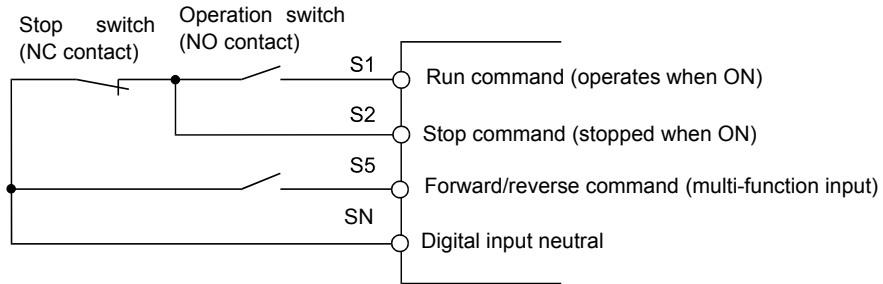 Stop switch
(NC contact)
Operation switch
(NO contact)
S1
Run command (operates when ON)
S2
Stop command (stopped when ON)
S5
Forward/reverse command (multi-function input)
SN
Digital input neutral